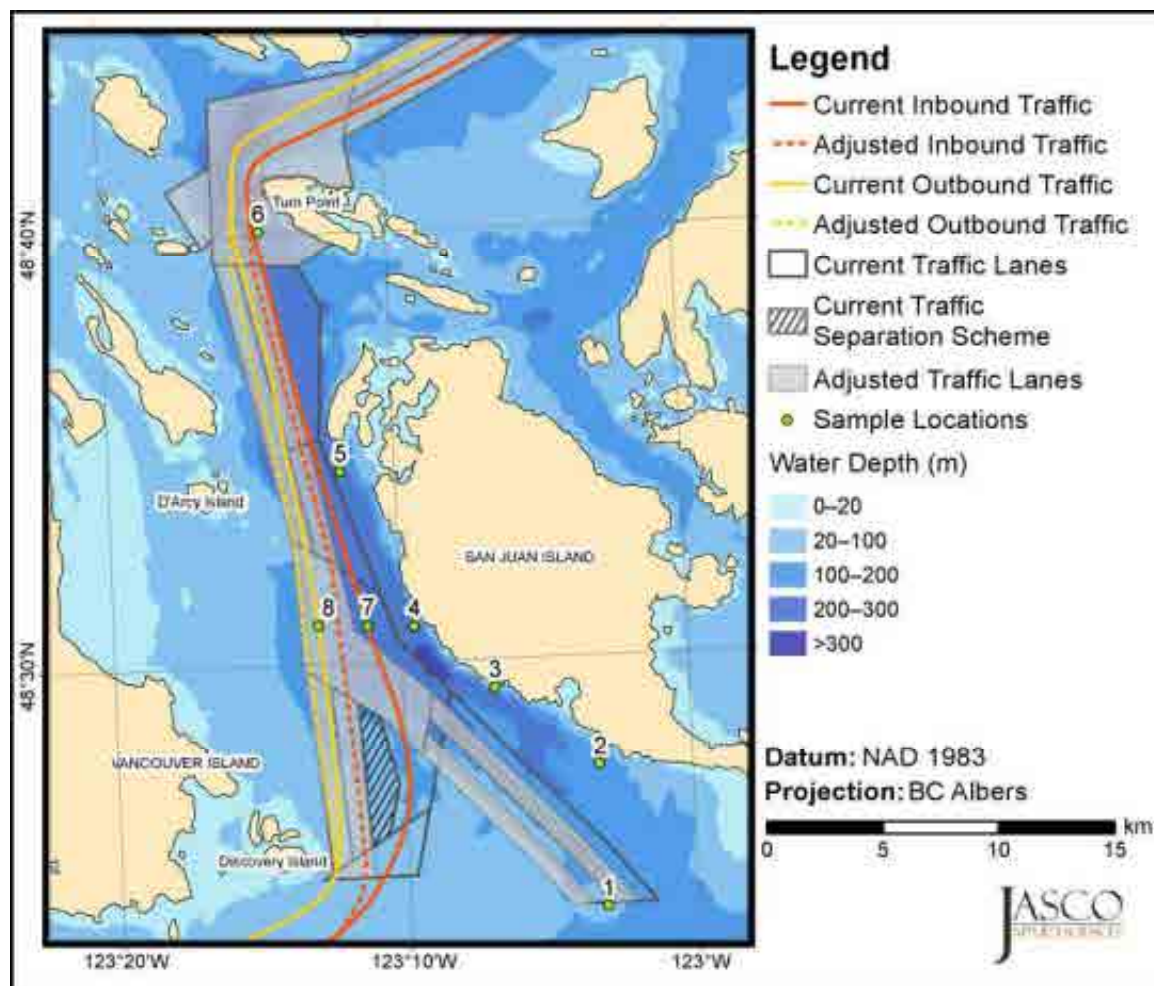 Legend
Current Inbound Traffic
Adjusted Inbound Traffic
Current Outbound Traffic
Adjusted Outbound Traffic
Current Traffic Lanes
Current Traffic
Separation Scheme
Adjusted Traffic Lanes
Sample Locations
Water Depth (m)
0–20
20–100
100–200
200–300
>300
Datum: NAD 1983
Projection: BC Albers
km
0 5 10 15
JASCO
APPLIED SCIENCES
Turn Point
6
48°40'N
5
D'Arcy Island
SAN JUAN ISLAND
8 7 4
3
48°30'N
2
VANCOUVER ISLAND
Discovery Island
1
123°20'W 123°10'W 123°W